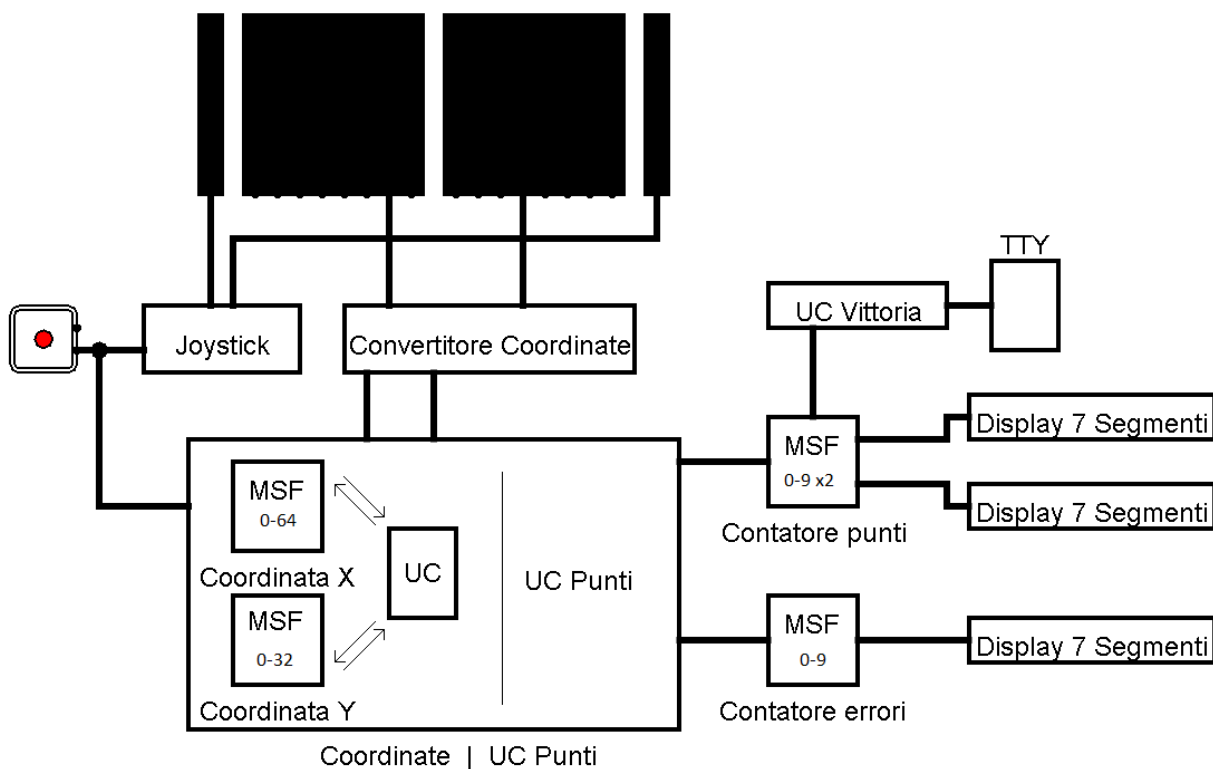 TTY
UC Vittoria
Joystick
Convertitore Coordinate
Display 7 Segmenti
MSF
0-9 x2
Display 7 Segmenti
Contatore punti
MSF
0-64
UC
Coordinata X
UC Punti
MSF
0-32
Coordinata Y
MSF
0-9
Display 7 Segmenti
Contatore errori
Coordinate | UC Punti